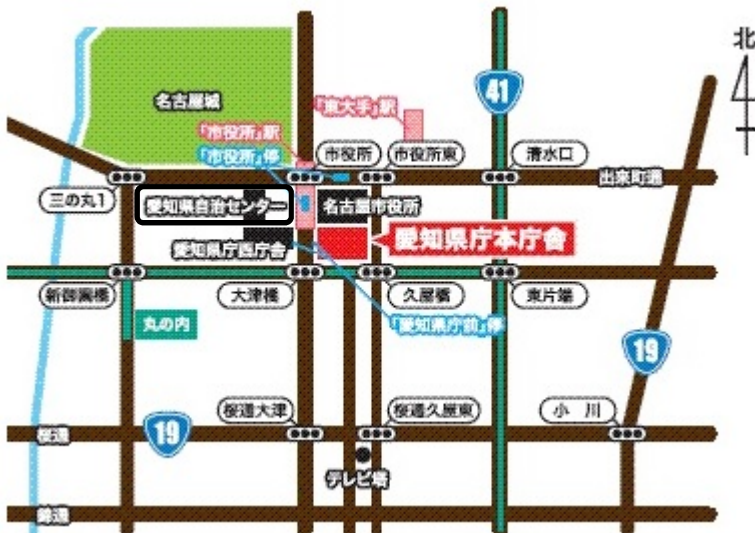 北
名古屋城
「東大手」駅
41
「市役所」駅
「市役所」停
市役所
市役所東
清水口
出来町通
三の丸1
愛知県自治センター
名古屋市役所
愛知県庁西庁舎
愛知県庁本庁舎
新御園橋
大津橋
久屋橋
東片端
丸の内
「愛知県庁前」停
19
桜通大津
桜通久屋東
小 川
19
桜通
テレビ塔
錦通